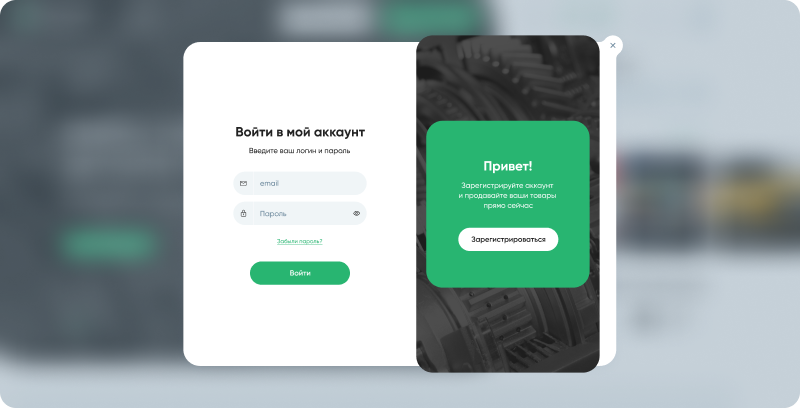 Войти в мой аккаунт
Введите ваш логин и пароль
email
Пароль
Забыли пароль?
Войти
Привет!
Зарегистрируйте аккаунт
и продавайте ваши товары
прямо сейчас
Зарегистрироваться